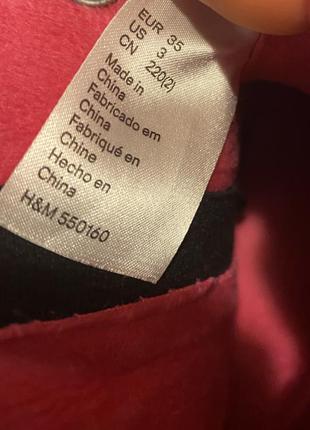 EUR 35
US 3
CN 220(2)
Made in
China
Fabricado em
China
Fabriqué en
Chine
Hecho en
China
H&M 550160